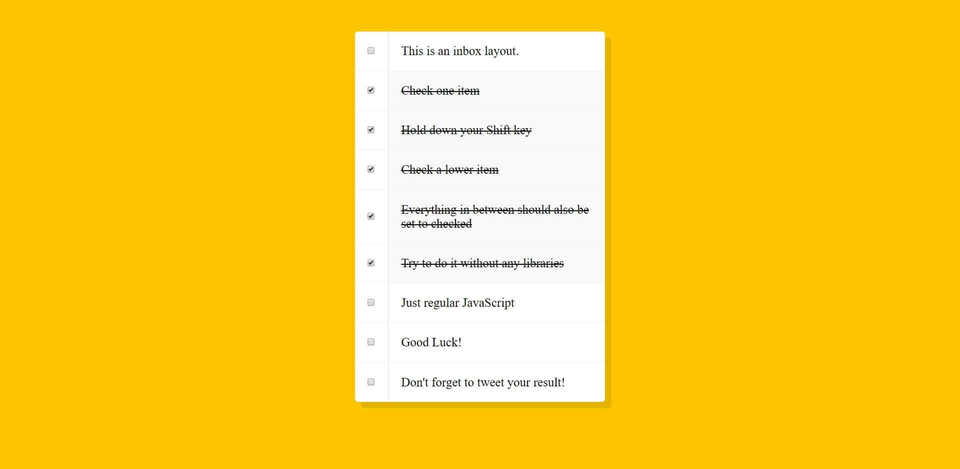 This is an inbox layout.
Check one item
Hold down your Shift key
Check a lower item
Everything in between should also be
set to checked
Try to do it without any libraries
Just regular JavaScript
Good Luck!
Don't forget to tweet your result!